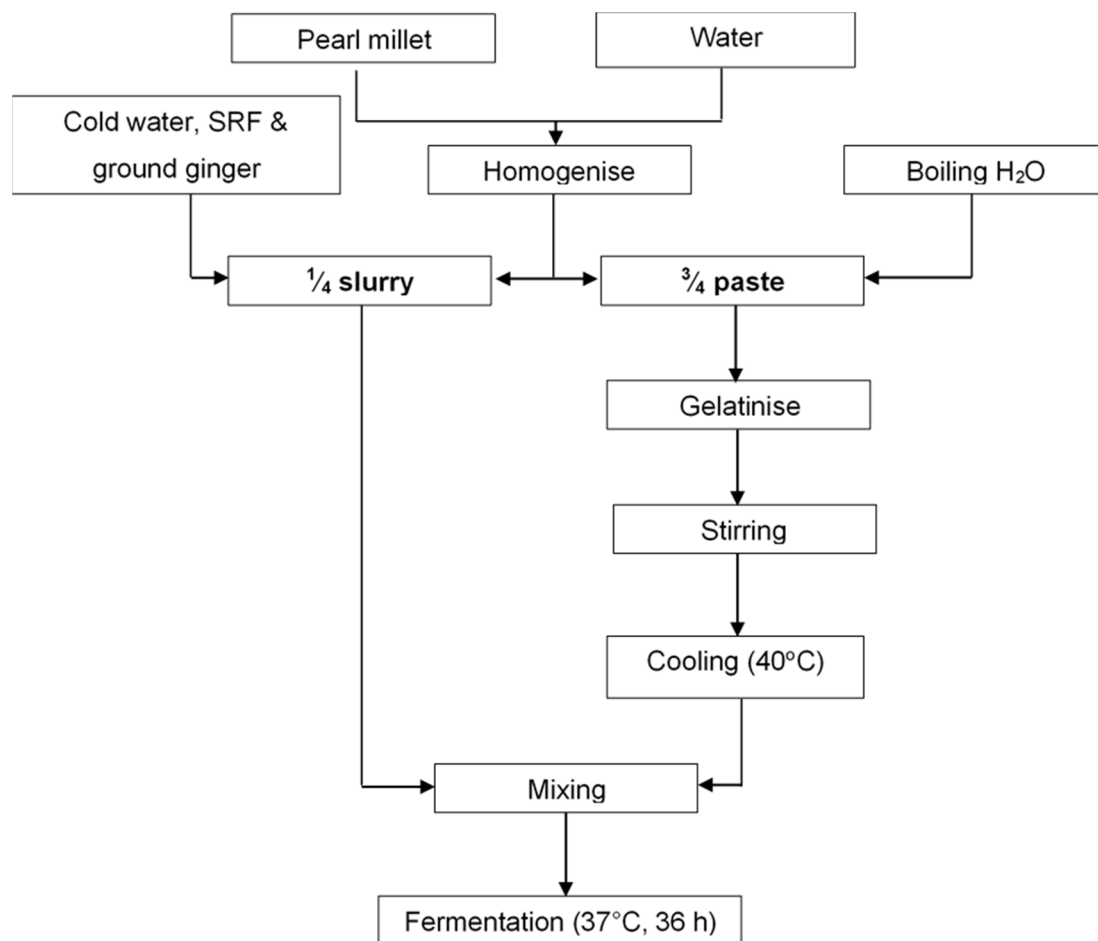 Pearl millet
Water
Cold water, SRF &
ground ginger
Homogenise
Boiling H₂O
¼ slurry
¾ paste
Gelatinise
Stirring
Cooling (40°C)
Mixing
Fermentation (37°C, 36 h)